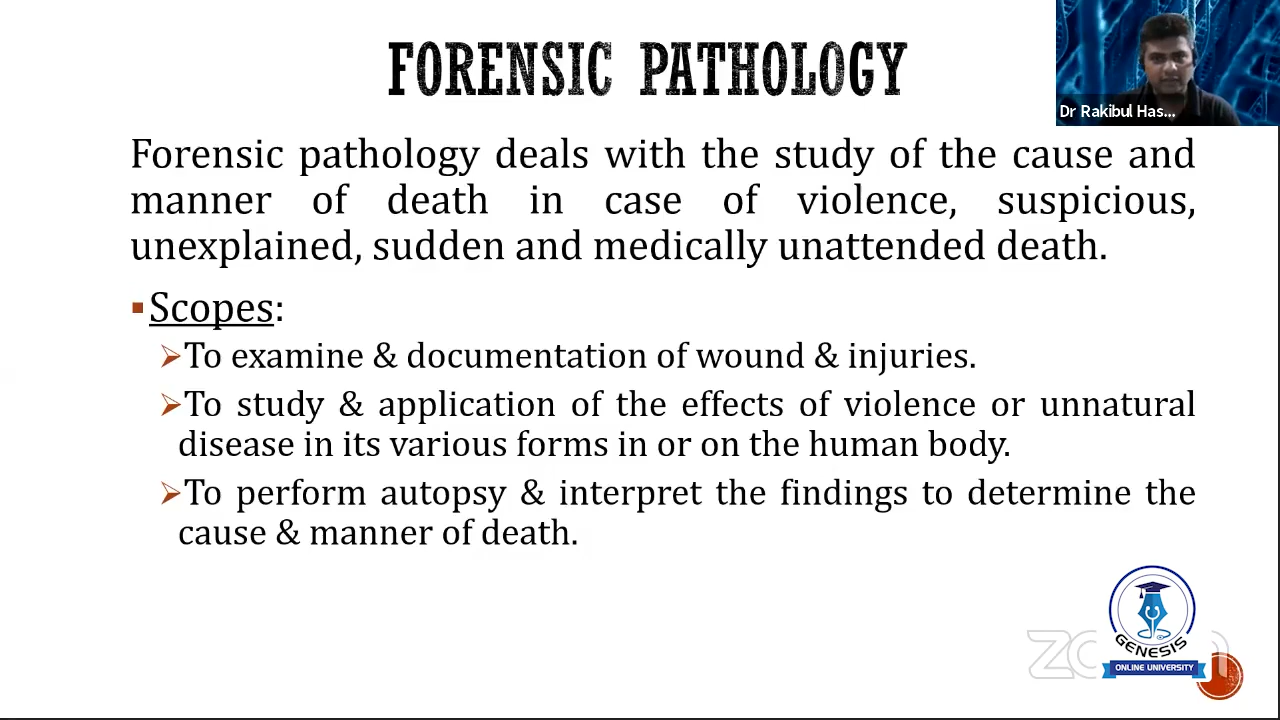 FORENSIC PATHOLOGY
Dr Rakibul Has...
Forensic pathology deals with the study of the cause and
manner of death in case of violence, suspicious,
unexplained, sudden and medically unattended death.
▪Scopes:
➢To examine & documentation of wound & injuries.
➢To study & application of the effects of violence or unnatural
disease in its various forms in or on the human body.
➢To perform autopsy & interpret the findings to determine the
cause & manner of death.
GENESIS
ONLINE UNIVERSITY